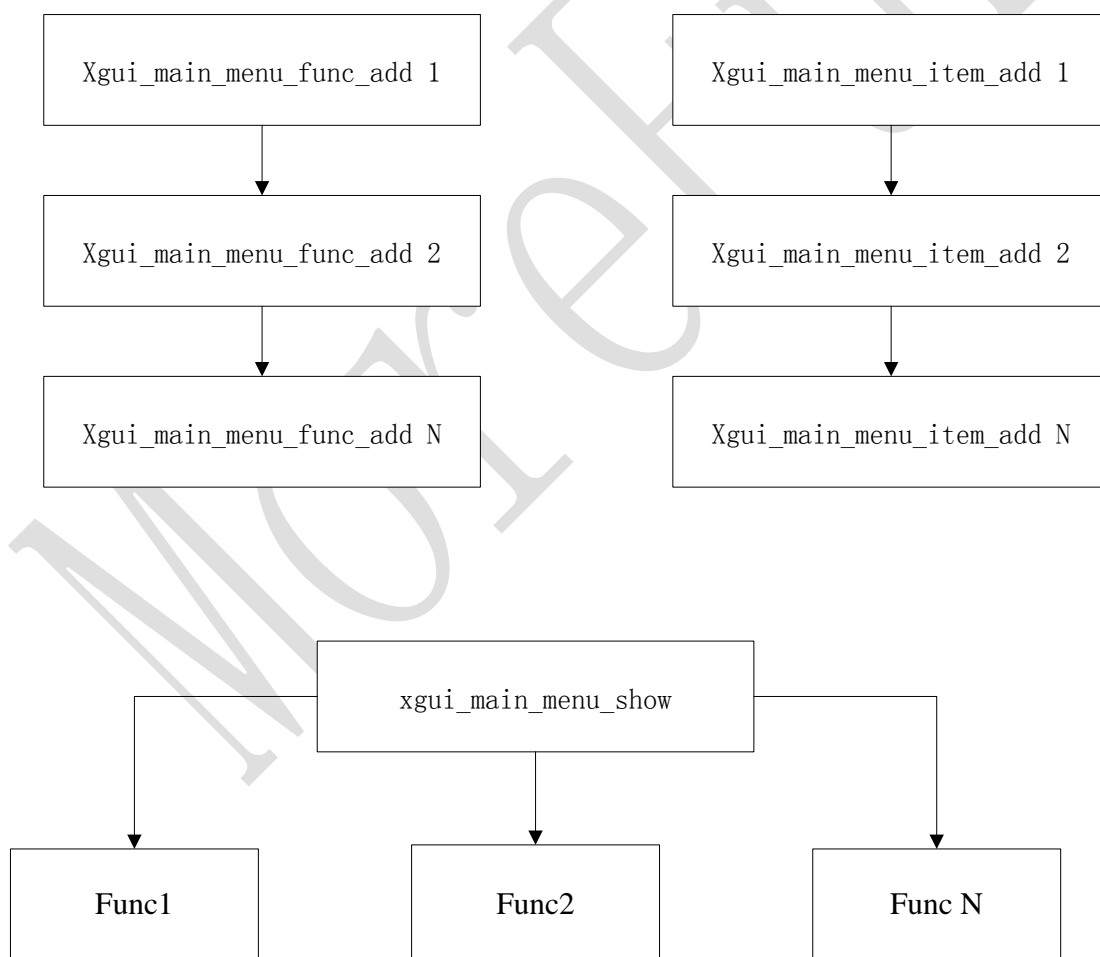 Xgui_main_menu_func_add 1
Xgui_main_menu_item_add 1
Xgui_main_menu_func_add 2
Xgui_main_menu_item_add 2
Xgui_main_menu_func_add N
Xgui_main_menu_item_add N
xgui_main_menu_show
Func1
Func2
Func N